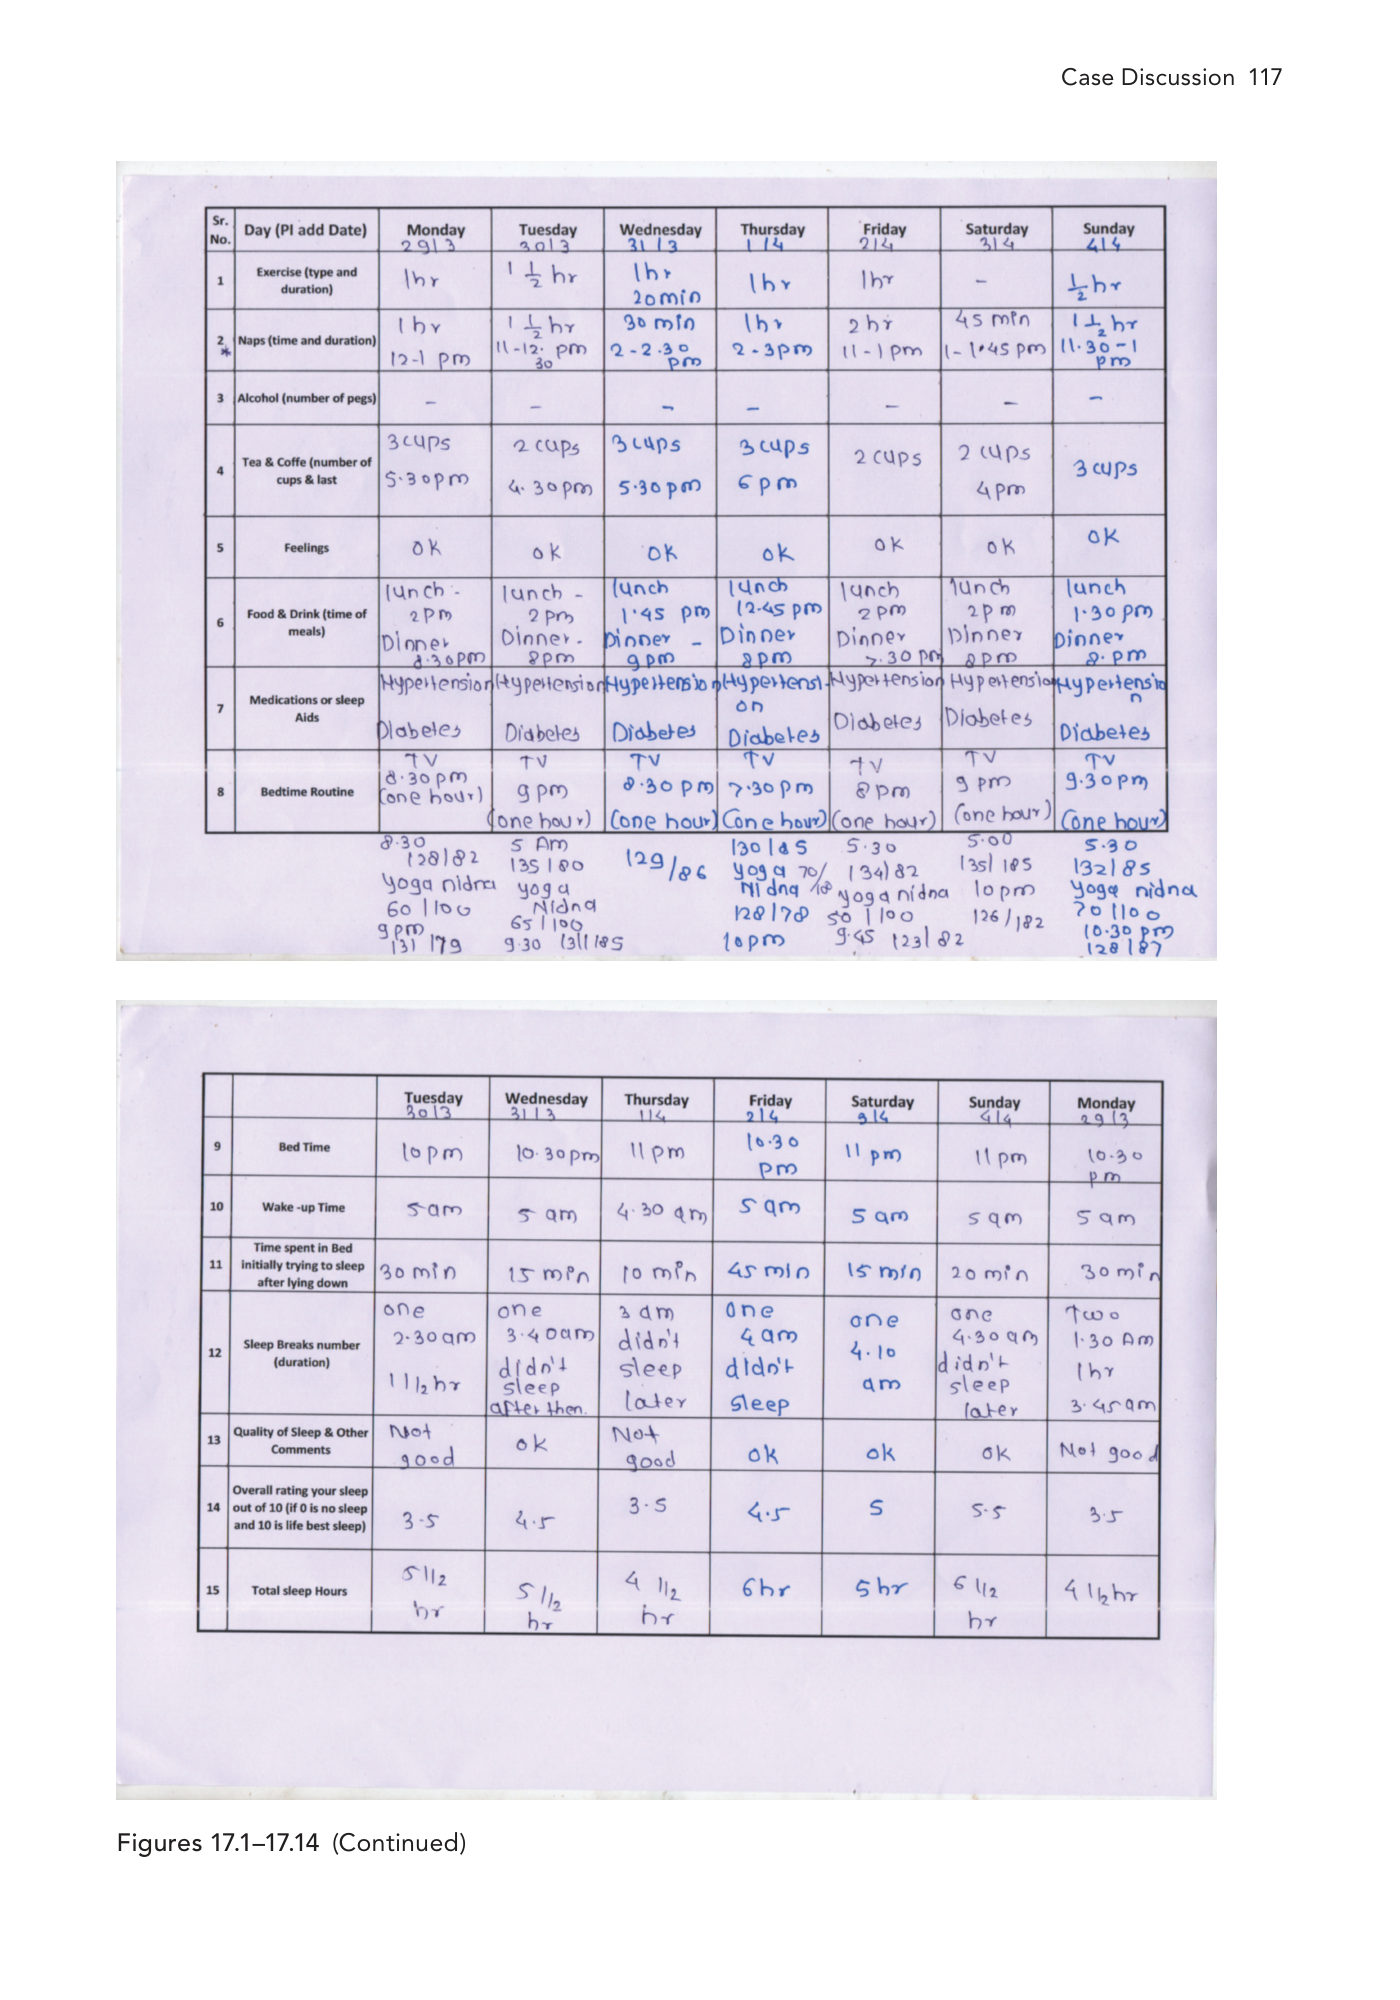 Case Discussion 117
Sr. No. Day (Pl add Date) Monday Tuesday Wednesday Thursday Friday Saturday Sunday
29/3 30/3 31/3 1/4 2/4 3/4 4/4
1 Exercise (type and duration) 1hr 1 1/2 hr 1hr 20min 1hr 1hr - 1/2 hr
2 * Naps (time and duration) 1hr 12-1 pm 1 1/2 hr 11-12.30 pm 30 min 2-2.30 pm 1hr 2-3pm 2hr 11-1pm 45 min 1-1.45 pm 1 1/2 hr 11.30-1 pm
3 Alcohol (number of pegs) - - - - - - -
4 Tea & Coffe (number of cups & last 3cups 5.30pm 2 cups 4.30pm 3 cups 5.30pm 3 cups 6pm 2 cups 2 cups 4pm 3 cups
5 Feelings ok ok ok ok ok ok ok
6 Food & Drink (time of meals) lunch - 2pm Dinner 8.30pm lunch - 2pm Dinner - 8pm lunch 1.45 pm Dinner - 9pm lunch 12.45pm Dinner 8pm lunch 2pm Dinner 7.30 pm lunch 2pm Dinner 8pm lunch 1.30pm Dinner 8.pm
7 Medications or sleep Aids Hypertension Diabetes Hypertension Diabetes Hypertension Diabetes Hypertensi-on Diabetes Hypertension Diabetes Hypertension Diabetes Hypertension Diabetes
8 Bedtime Routine TV 8.30pm (one hour) TV 9pm (one hour) TV 8.30pm (one hour) TV 7.30pm (one hour) TV 8pm (one hour) TV 9pm (one hour) TV 9.30pm (one hour)
8.30 5 AM 130/85 5.30 5.00 5.30
128/82 135/80 129/86 yoga 70/ 134/82 135/185 132/85
yoga nidra yoga Nidna Nidna yoga nidna 10pm yoga nidna
60/100 65/100 128/78 50/100 126/182 70/100
9pm 9.30 131/185 10pm 9.45 123/82 10.30pm
131/79 128/87
Tuesday Wednesday Thursday Friday Saturday Sunday Monday
30/3 31/3 1/4 2/4 3/4 4/4 29/3
9 Bed Time 10pm 10.30pm 11pm 10.30 pm 11pm 11pm 10.30 pm
10 Wake -up Time 5am 5 am 4.30 am 5 am 5 am 5 am 5 am
11 Time spent in Bed initially trying to sleep after lying down 30 min 15 min 10 min 45 min 15 min 20 min 30 min
12 Sleep Breaks number (duration) one 2.30am 1 1/2 hr one 3.40am didn't sleep after then. 3 am didn't sleep later one 4am didn't sleep one 4.10 am one 4.30 am didn't sleep later Two 1.30 Am 1hr 3.45am
13 Quality of Sleep & Other Comments Not good ok Not good ok ok ok Not good
14 Overall rating your sleep out of 10 (if 0 is no sleep and 10 is life best sleep) 3.5 4.5 3.5 4.5 5 5.5 3.5
15 Total sleep Hours 5 1/2 hr 5 1/2 hr 4 1/2 hr 6hr 5hr 6 1/2 hr 4 1/2 hr
Figures 17.1–17.14 (Continued)